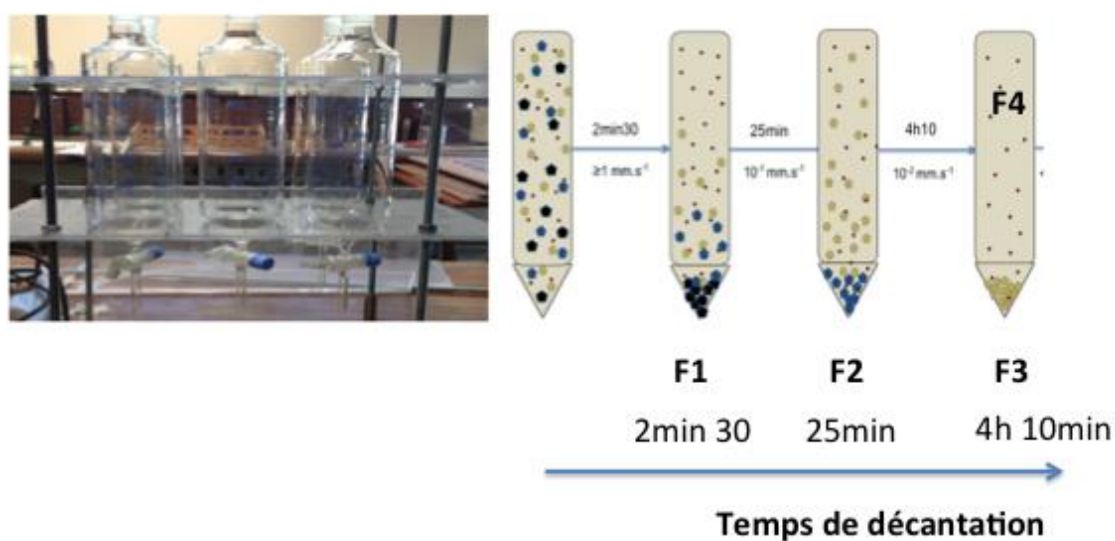 2min30
≥1 mm.s⁻¹
25min
10⁻¹ mm.s⁻¹
4h10
10⁻² mm.s⁻¹
F4
F1 F2 F3
2min 30 25min 4h 10min
Temps de décantation